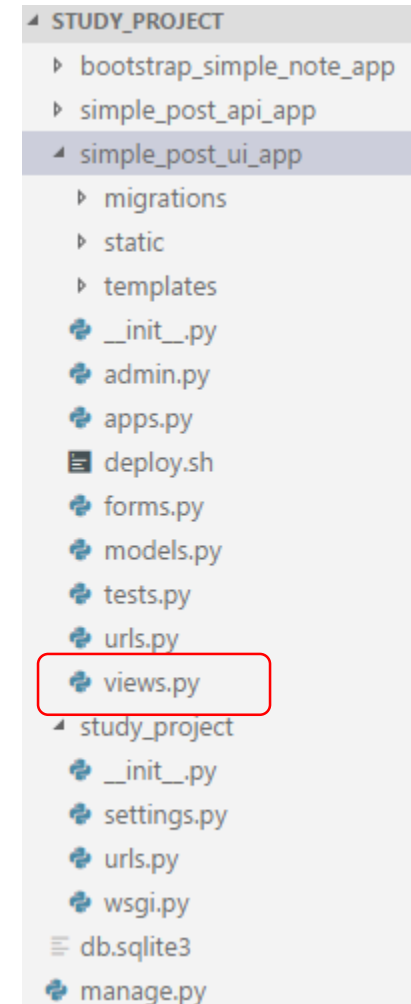 STUDY_PROJECT
bootstrap_simple_note_app
simple_post_api_app
simple_post_ui_app
migrations
static
templates
__init__.py
admin.py
apps.py
deploy.sh
forms.py
models.py
tests.py
urls.py
views.py
study_project
__init__.py
settings.py
urls.py
wsgi.py
db.sqlite3
manage.py